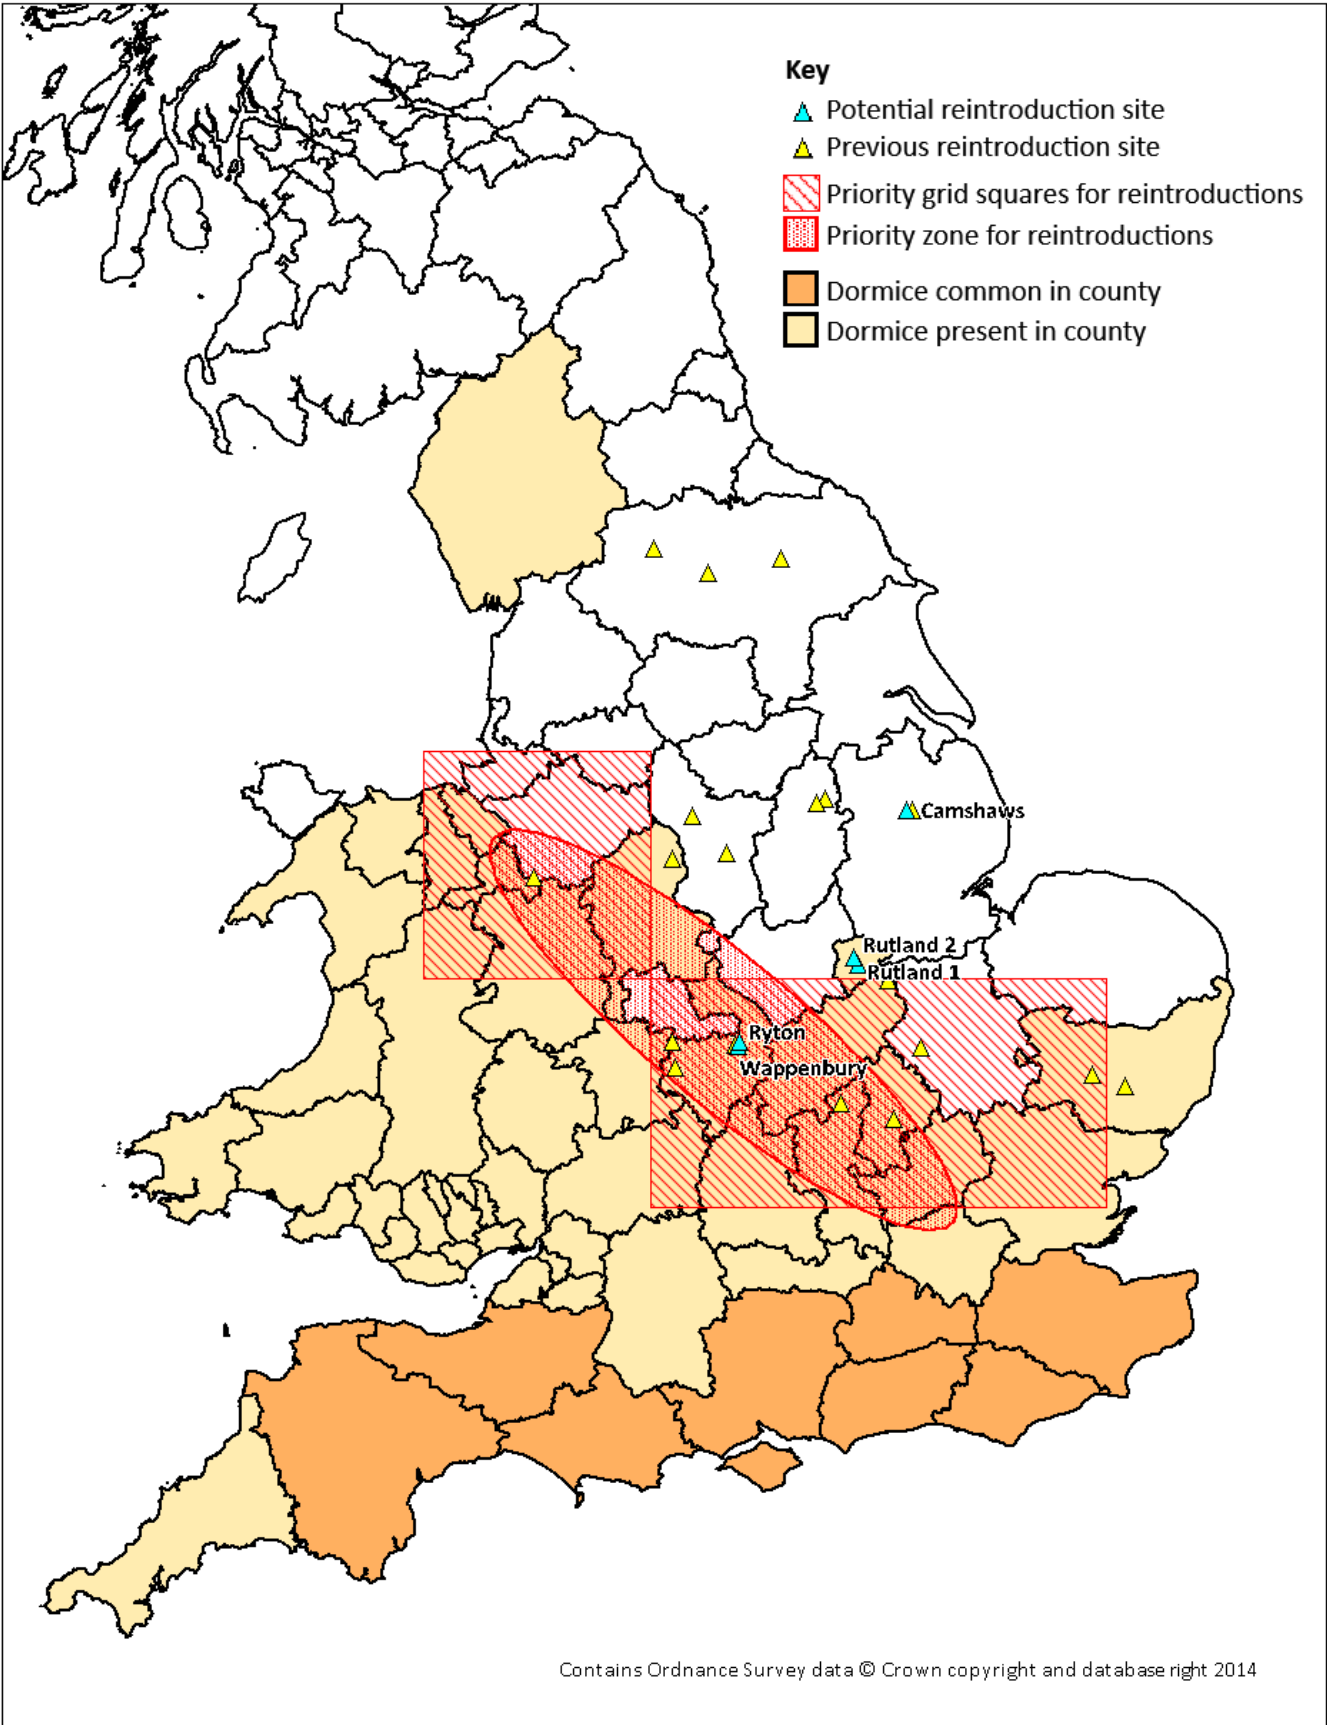 Key
Potential reintroduction site
Previous reintroduction site
Priority grid squares for reintroductions
Priority zone for reintroductions
Dormice common in county
Dormice present in county
Camshaws
Rutland 2
Rutland 1
Ryton
Wappenbury
Contains Ordnance Survey data © Crown copyright and database right 2014